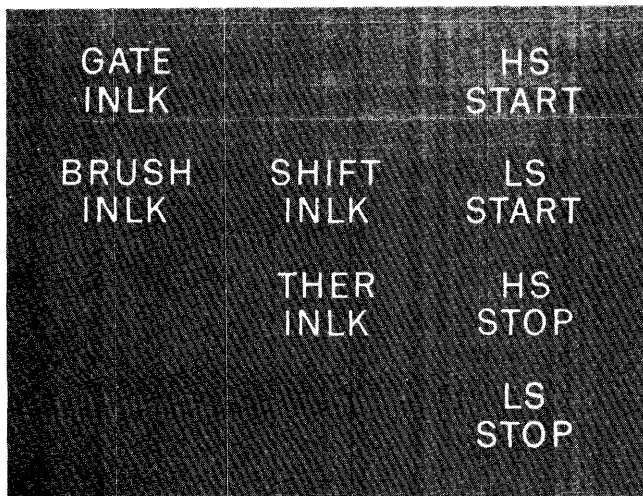 GATE
INLK
HS
START
BRUSH
INLK
SHIFT
INLK
LS
START
THER
INLK
HS
STOP
LS
STOP